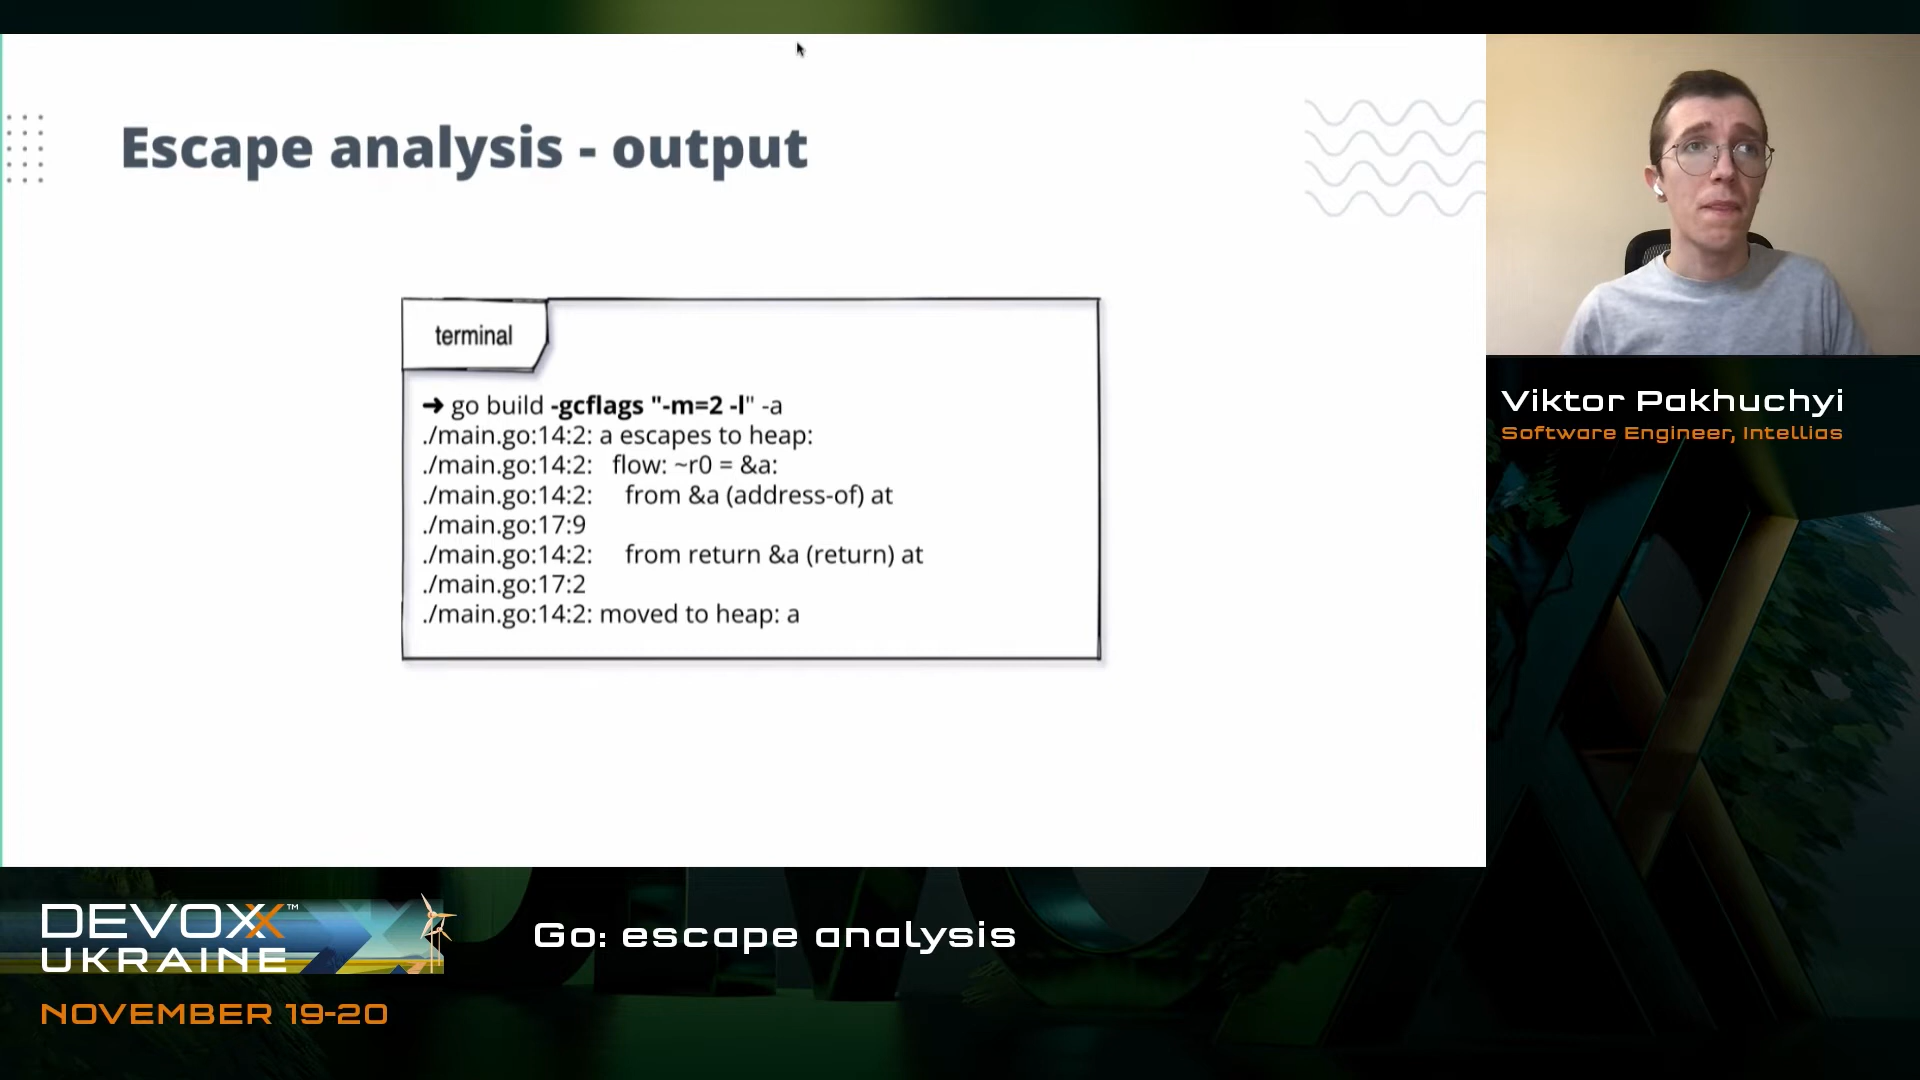 Escape analysis - output
terminal
➜ go build -gcflags "-m=2 -l" -a
./main.go:14:2: a escapes to heap:
./main.go:14:2:   flow: ~r0 = &a:
./main.go:14:2:     from &a (address-of) at
./main.go:17:9
./main.go:14:2:     from return &a (return) at
./main.go:17:2
./main.go:14:2: moved to heap: a
Viktor Pakhuchyi
Software Engineer, Intellias
DEVOXX™
UKRAINE
NOVEMBER 19-20
Go: escape analysis